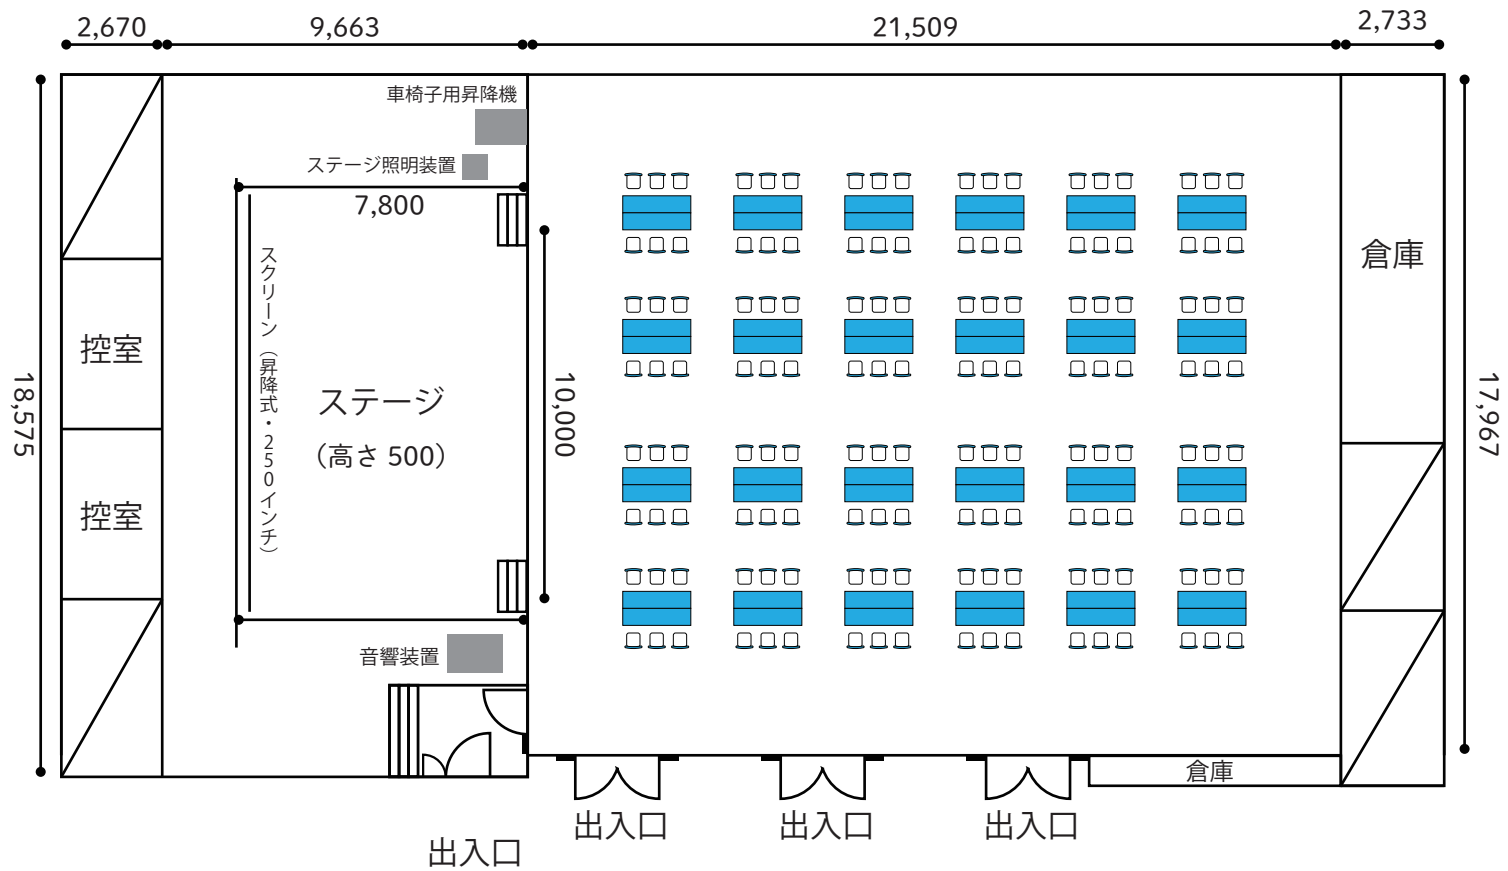 2,670
9,663
21,509
2,733
車椅子用昇降機
ステージ照明装置
7,800
スクリーン（昇降式・250インチ）
ステージ
（高さ 500）
10,000
控室
控室
18,575
倉庫
17,967
音響装置
倉庫
出入口
出入口
出入口
出入口